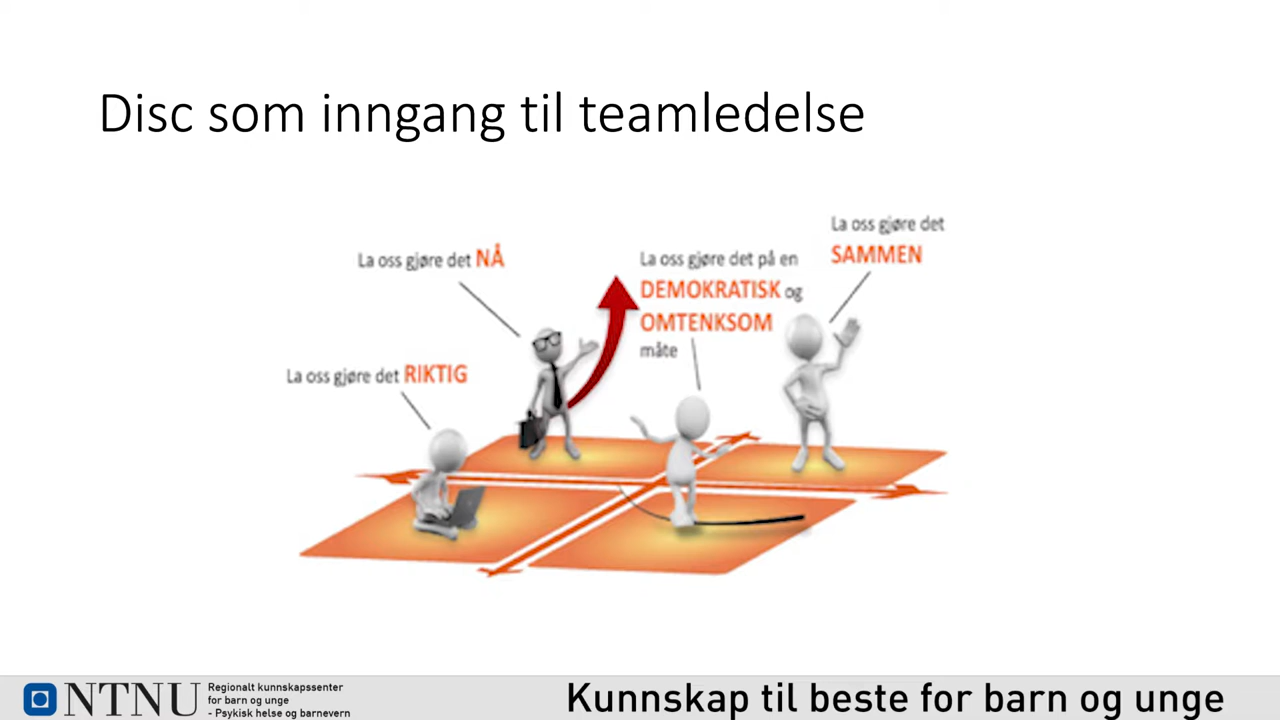 Disc som inngang til teamledelse
La oss gjøre det NÅ
La oss gjøre det på en
DEMOKRATISK og
OMTENKSOM
måte
La oss gjøre det
SAMMEN
La oss gjøre det RIKTIG
NTNU
Regionalt kunnskapssenter
for barn og unge
- Psykisk helse og barnevern
Kunnskap til beste for barn og unge